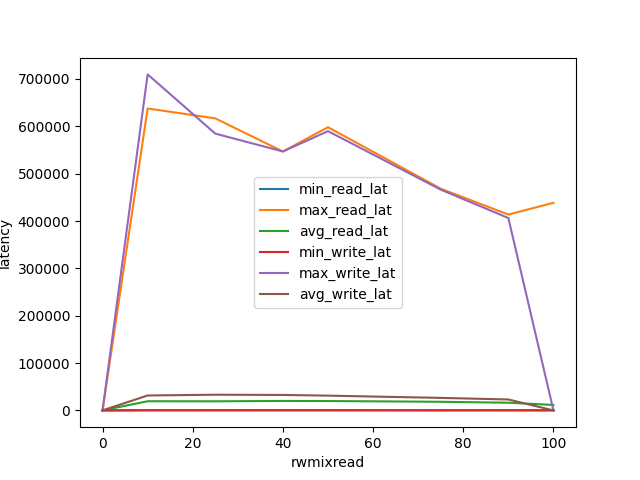 700000
600000
500000
400000
300000
200000
100000
0
latency
min_read_lat
max_read_lat
avg_read_lat
min_write_lat
max_write_lat
avg_write_lat
0 20 40 60 80 100
rwmixread